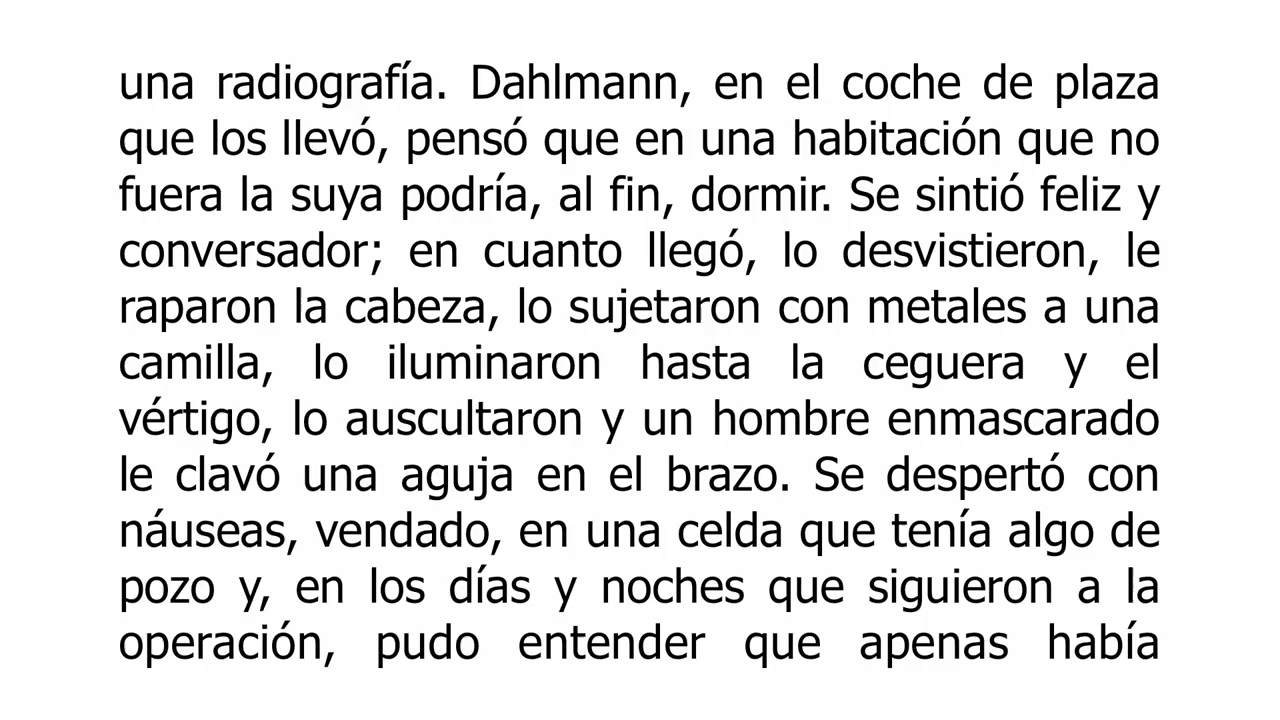 una radiografía. Dahlmann, en el coche de plaza
que los llevó, pensó que en una habitación que no
fuera la suya podría, al fin, dormir. Se sintió feliz y
conversador; en cuanto llegó, lo desvistieron, le
raparon la cabeza, lo sujetaron con metales a una
camilla, lo iluminaron hasta la ceguera y el
vértigo, lo auscultaron y un hombre enmascarado
le clavó una aguja en el brazo. Se despertó con
náuseas, vendado, en una celda que tenía algo de
pozo y, en los días y noches que siguieron a la
operación, pudo entender que apenas había